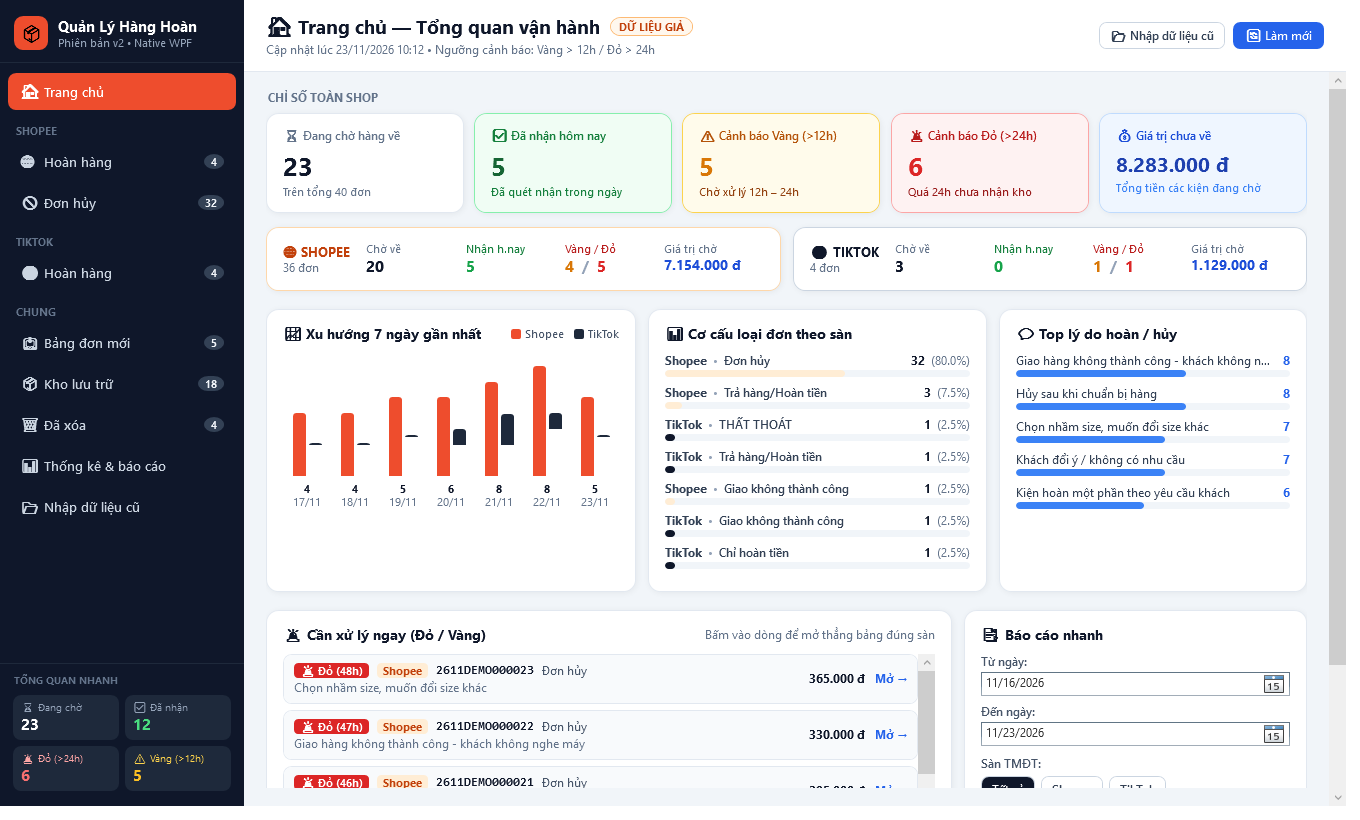 Quản Lý Hàng Hoàn
Phiên bản v2 • Native WPF
Trang chủ
SHOPEE
Hoàn hàng 4
Đơn hủy 32
TIKTOK
Hoàn hàng 4
CHUNG
Bảng đơn mới 5
Kho lưu trữ 18
Đã xóa 4
Thống kê & báo cáo
Nhập dữ liệu cũ
TỔNG QUAN NHANH
Đang chờ
23
Đã nhận
12
Đỏ (>24h)
6
Vàng (>12h)
5
Trang chủ — Tổng quan vận hành DỮ LIỆU GIẢ
Cập nhật lúc 23/11/2026 10:12 • Ngưỡng cảnh báo: Vàng > 12h / Đỏ > 24h
Nhập dữ liệu cũ
Làm mới
CHỈ SỐ TOÀN SHOP
Đang chờ hàng về
23
Trên tổng 40 đơn
Đã nhận hôm nay
5
Đã quét nhận trong ngày
Cảnh báo Vàng (>12h)
5
Chờ xử lý 12h – 24h
Cảnh báo Đỏ (>24h)
6
Quá 24h chưa nhận kho
Giá trị chưa về
8.283.000 đ
Tổng tiền các kiện đang chờ
SHOPEE
36 đơn
Chờ về
20
Nhận h.nay
5
Vàng / Đỏ
4 / 5
Giá trị chờ
7.154.000 đ
TIKTOK
4 đơn
Chờ về
3
Nhận h.nay
0
Vàng / Đỏ
1 / 1
Giá trị chờ
1.129.000 đ
Xu hướng 7 ngày gần nhất
Shopee TikTok
4 4 5 6 8 8 5
17/11 18/11 19/11 20/11 21/11 22/11 23/11
Cơ cấu loại đơn theo sàn
Shopee • Đơn hủy 32 (80.0%)
Shopee • Trả hàng/Hoàn tiền 3 (7.5%)
TikTok • THẤT THOÁT 1 (2.5%)
TikTok • Trả hàng/Hoàn tiền 1 (2.5%)
Shopee • Giao không thành công 1 (2.5%)
TikTok • Giao không thành công 1 (2.5%)
TikTok • Chỉ hoàn tiền 1 (2.5%)
Top lý do hoàn / hủy
Giao hàng không thành công - khách không n... 8
Hủy sau khi chuẩn bị hàng 8
Chọn nhầm size, muốn đổi size khác 7
Khách đổi ý / không có nhu cầu 7
Kiện hoàn một phần theo yêu cầu khách 6
Cần xử lý ngay (Đỏ / Vàng)
Bấm vào dòng để mở thẳng bảng đúng sàn
Đỏ (48h) Shopee 2611DEMO000023 Đơn hủy
Chọn nhầm size, muốn đổi size khác
365.000 đ Mở →
Đỏ (47h) Shopee 2611DEMO000022 Đơn hủy
Giao hàng không thành công - khách không nghe máy
330.000 đ Mở →
Đỏ (46h) Shopee 2611DEMO000021 Đơn hủy
Báo cáo nhanh
Từ ngày:
11/16/2026 15
Đến ngày:
11/23/2026 15
Sàn TMĐT: